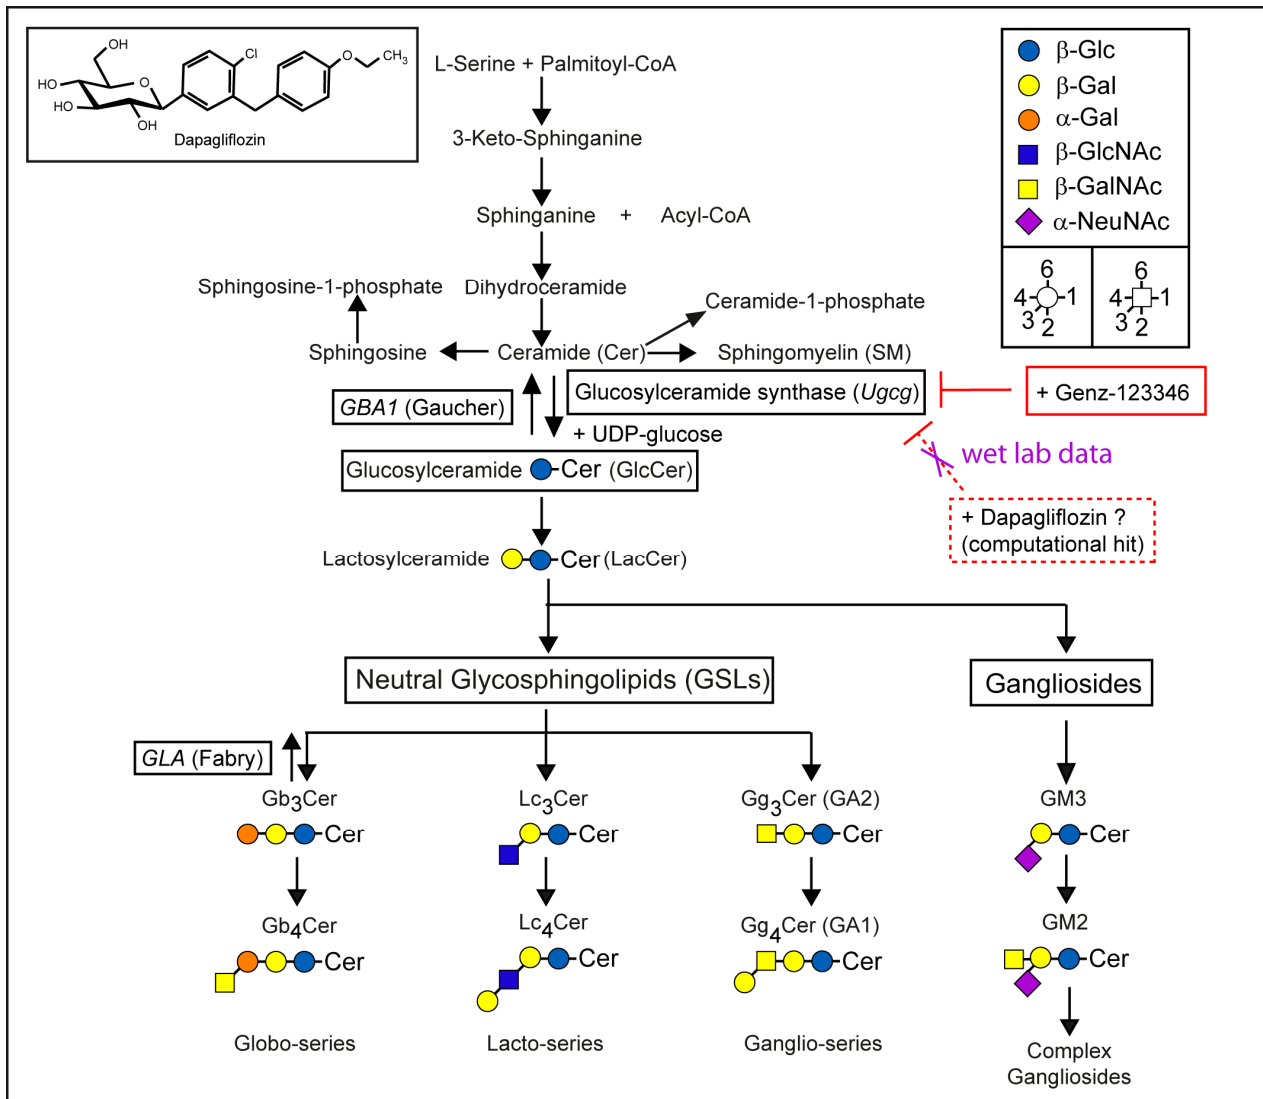 OH
O
HO
HO
OH
Cl
O
CH3
Dapagliflozin
L-Serine + Palmitoyl-CoA
3-Keto-Sphinganine
Sphinganine + Acyl-CoA
Sphingosine-1-phosphate
Dihydroceramide
Ceramide-1-phosphate
Sphingosine
Ceramide (Cer)
Sphingomyelin (SM)
GBA1 (Gaucher)
Glucosylceramide synthase (Ugcg)
+ Genz-123346
+ UDP-glucose
wet lab data
Glucosylceramide -Cer (GlcCer)
+ Dapagliflozin ?
(computational hit)
Lactosylceramide -Cer (LacCer)
β-Glc
β-Gal
α-Gal
β-GlcNAc
β-GalNAc
α-NeuNAc
6
4 1
3 2
6
4 1
3 2
Neutral Glycosphingolipids (GSLs)
Gangliosides
GLA (Fabry)
Gb3Cer
Lc3Cer
Gg3Cer (GA2)
GM3
Cer
Cer
Cer
Cer
Gb4Cer
Lc4Cer
Gg4Cer (GA1)
GM2
Cer
Cer
Cer
Cer
Globo-series
Lacto-series
Ganglio-series
Complex
Gangliosides